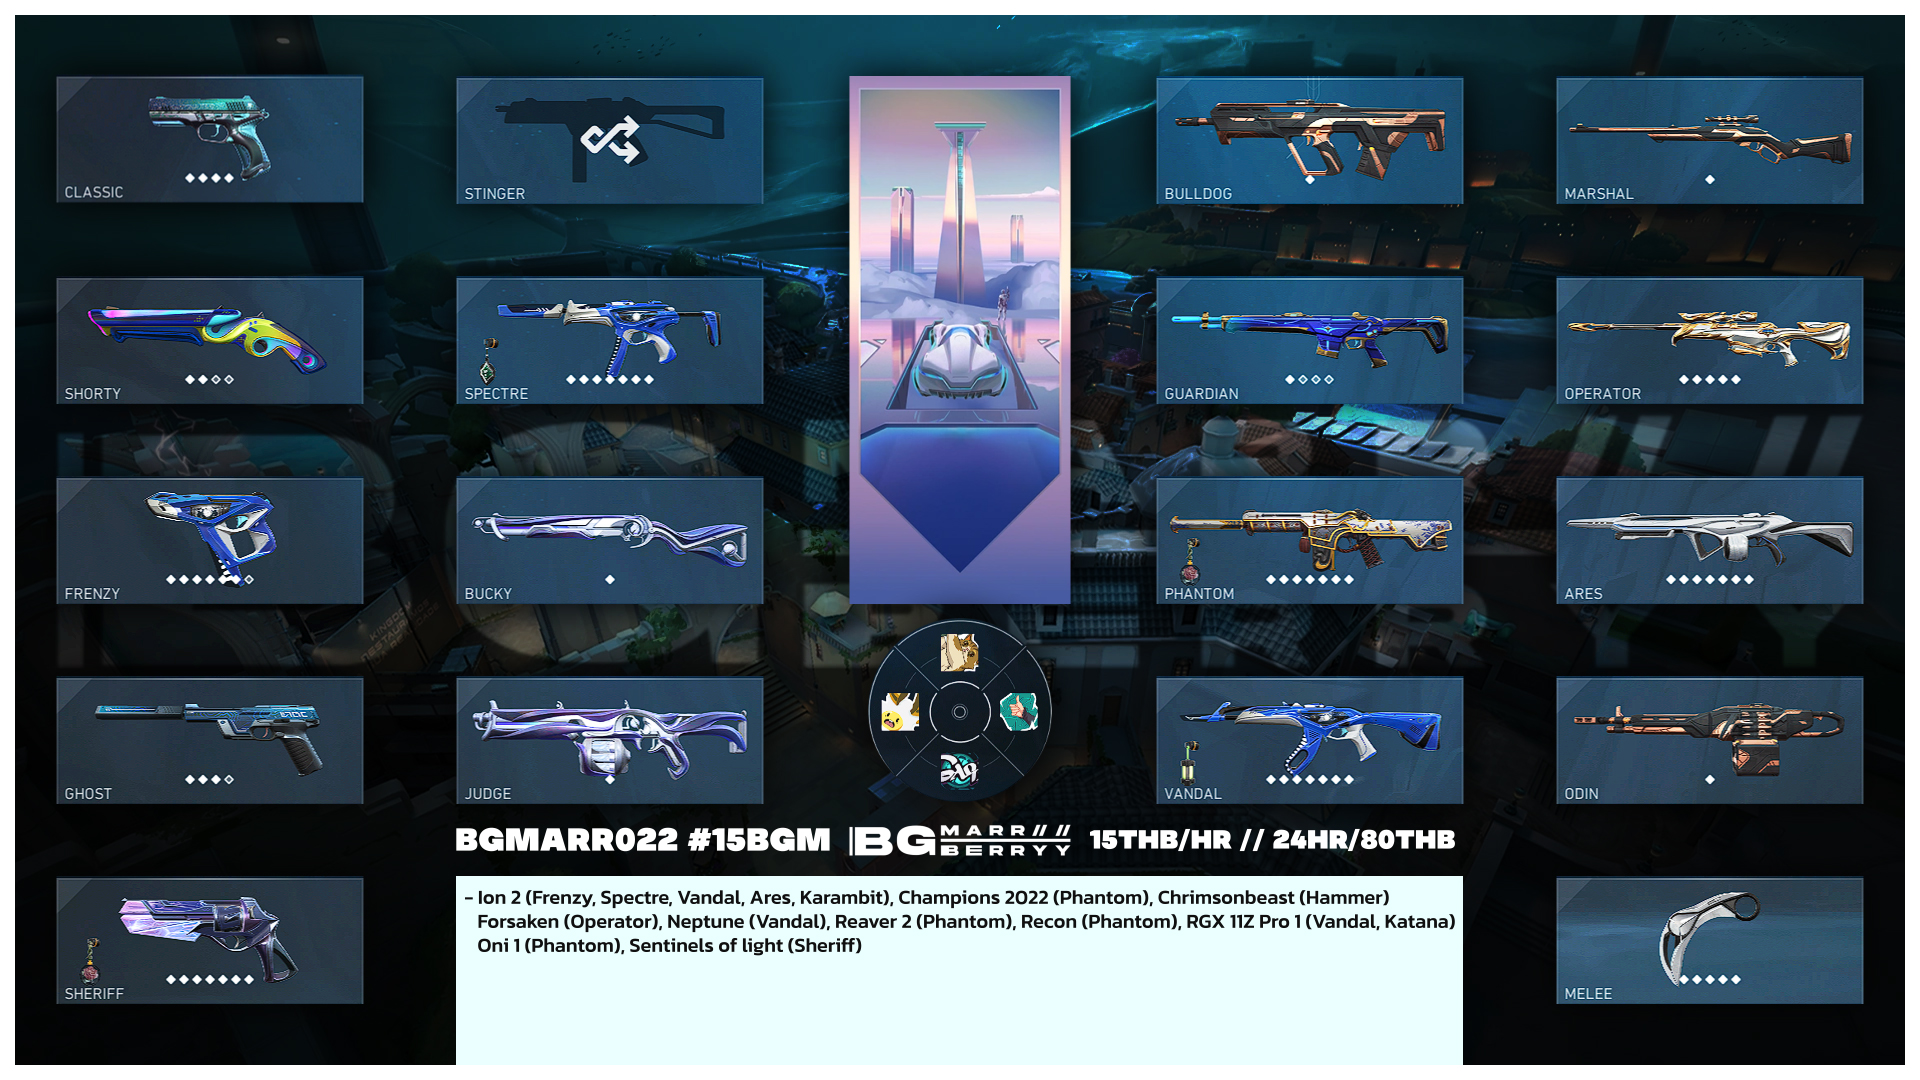 CLASSIC
STINGER
BULLDOG
MARSHAL
SHORTY
SPECTRE
GUARDIAN
OPERATOR
FRENZY
BUCKY
PHANTOM
ARES
GHOST
JUDGE
VANDAL
ODIN
BGMARR022 #15BGM
BG MARR////
BERRYY
15THB/HR // 24HR/80THB
SHERIFF
- Ion 2 (Frenzy, Spectre, Vandal, Ares, Karambit), Champions 2022 (Phantom), Chrimsonbeast (Hammer)
Forsaken (Operator), Neptune (Vandal), Reaver 2 (Phantom), Recon (Phantom), RGX 11Z Pro 1 (Vandal, Katana)
Oni 1 (Phantom), Sentinels of light (Sheriff)
MELEE